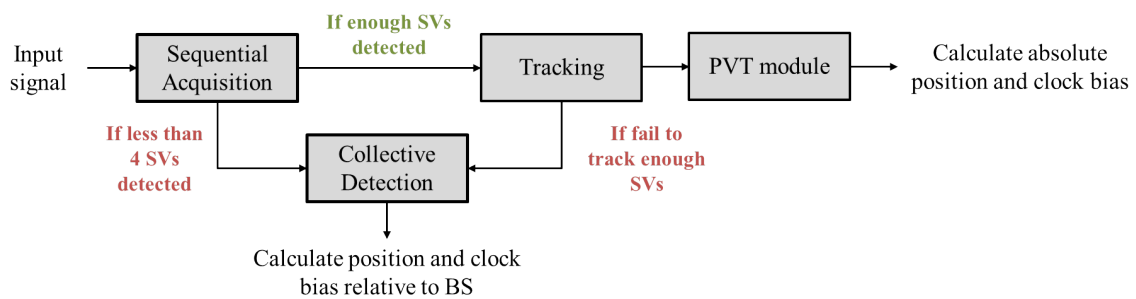 Input
signal
Sequential
Acquisition
If enough SVs
detected
Tracking
PVT module
Calculate absolute
position and clock bias
If less than
4 SVs
detected
Collective
Detection
If fail to
track enough
SVs
Calculate position and clock
bias relative to BS